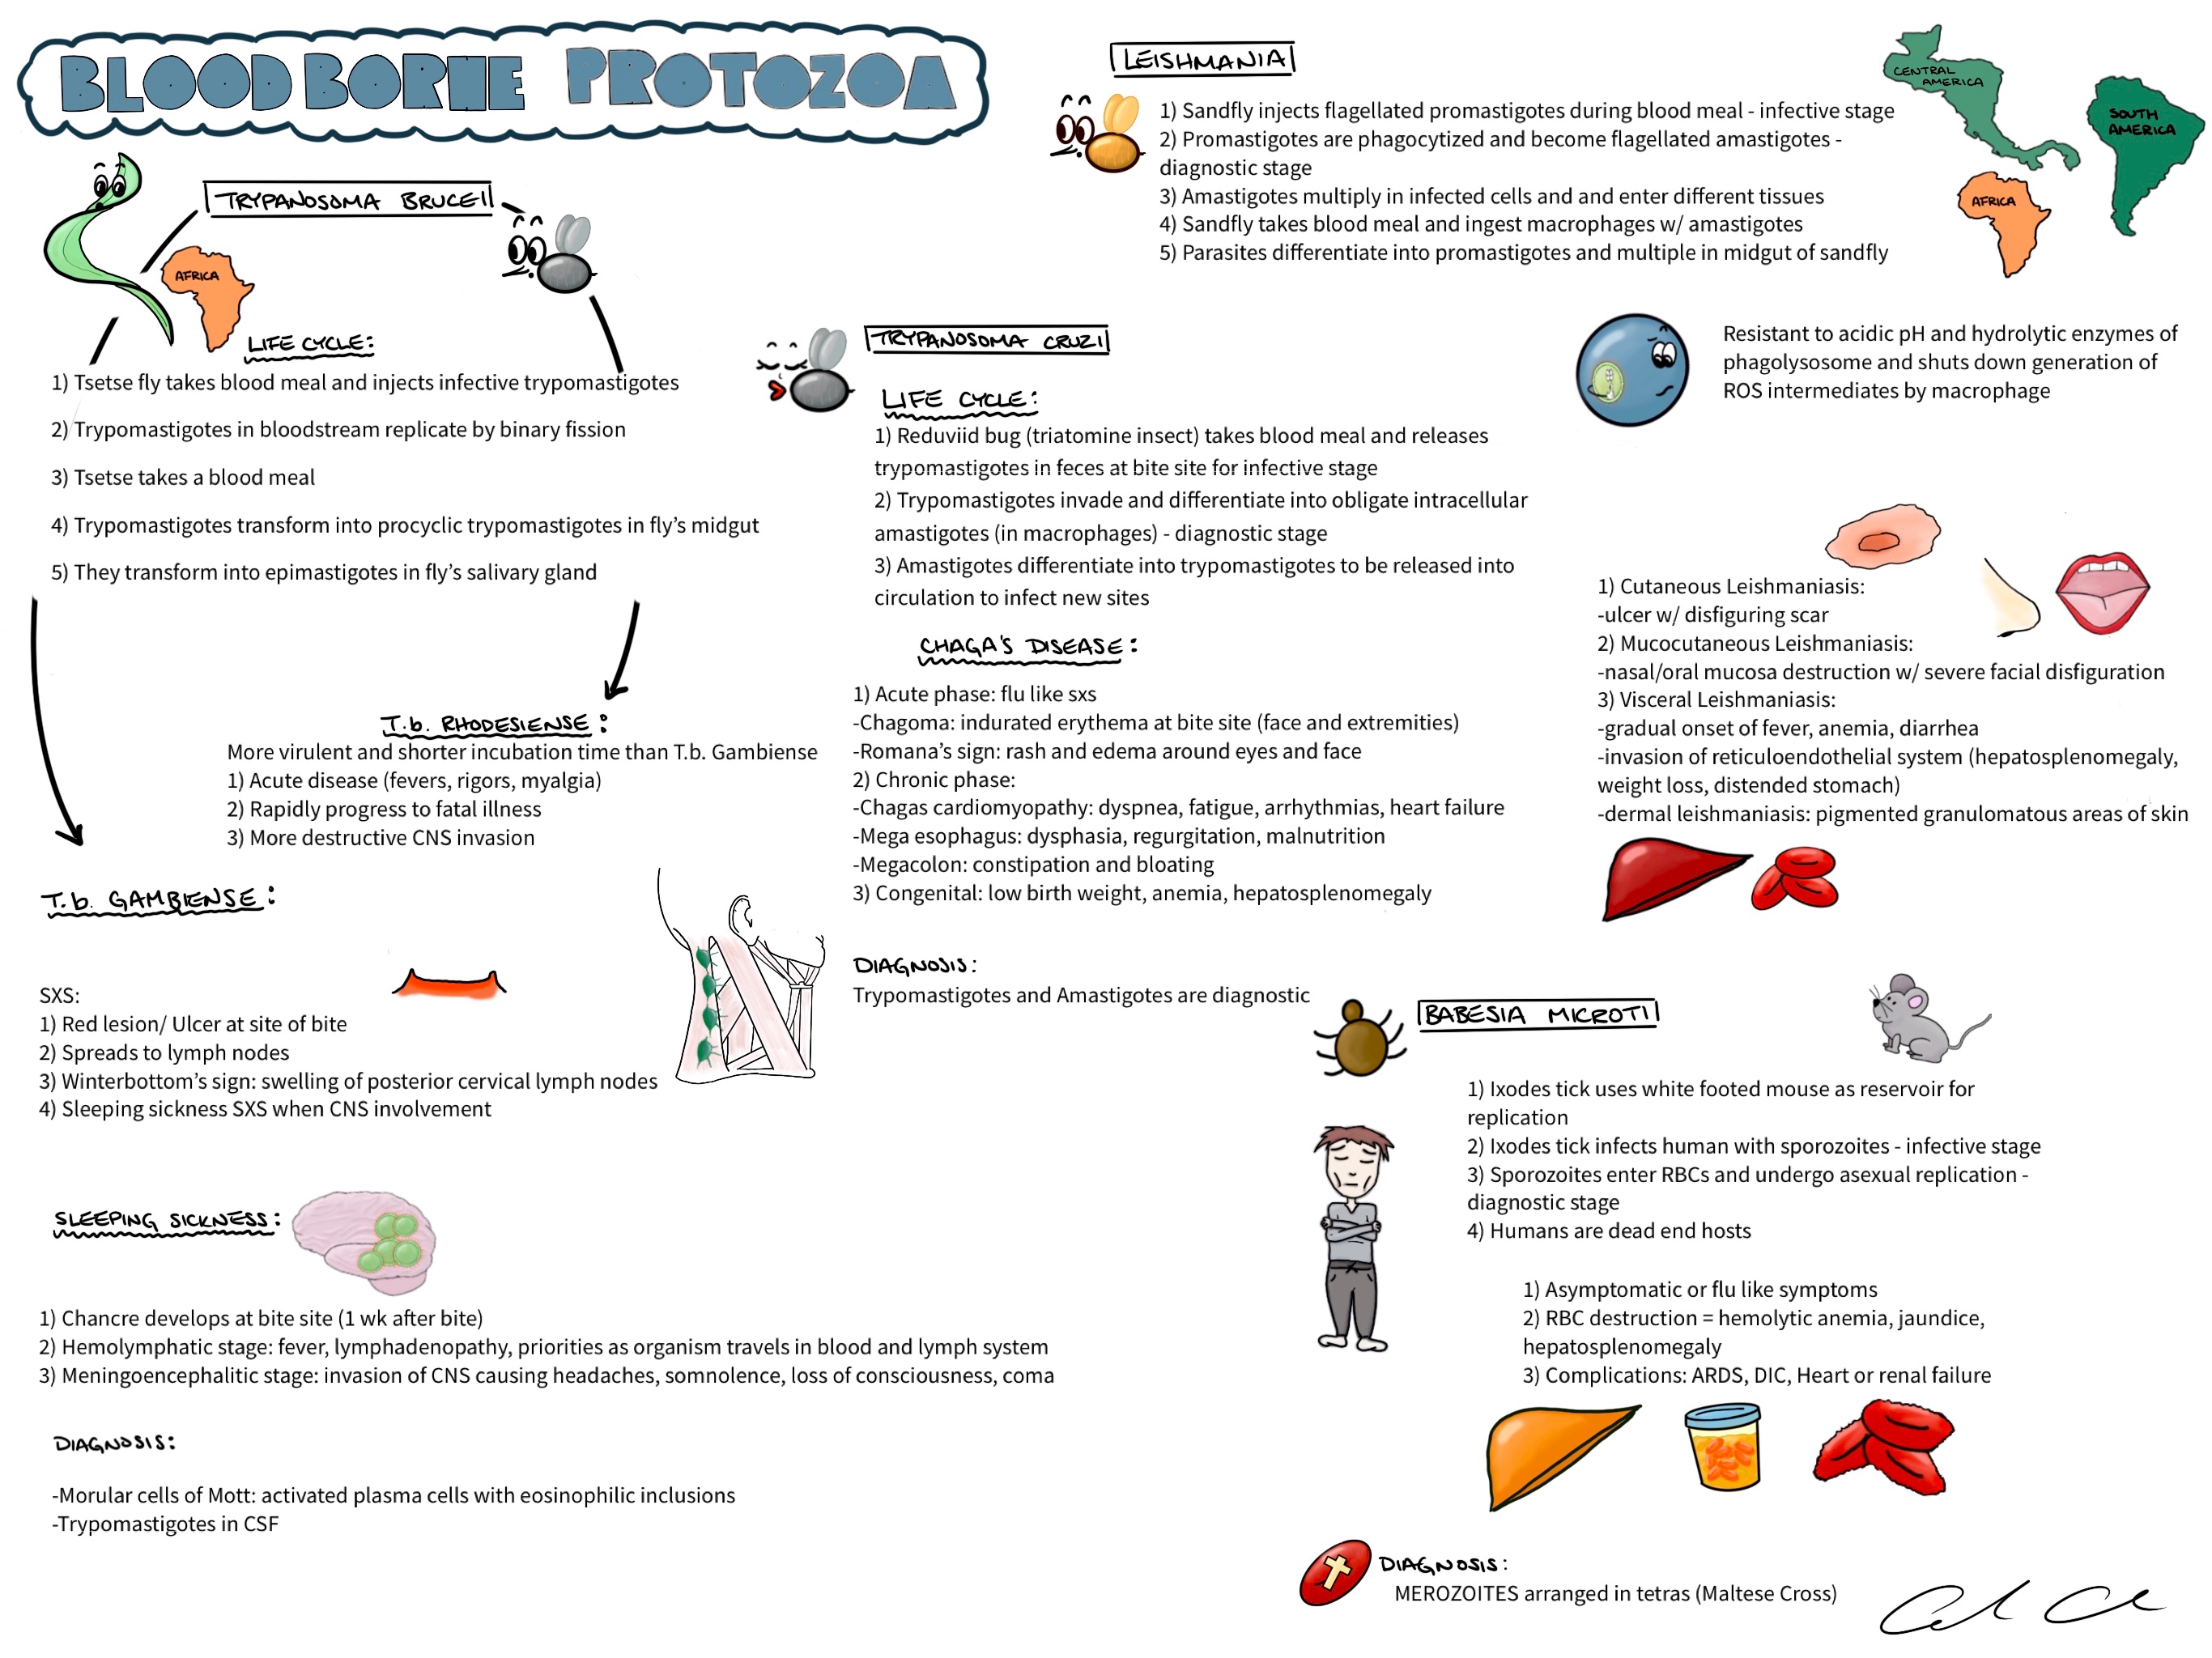 BLOOD BORNE PROTOZOA
TRYPANOSOMA BRUCEII
AFRICA
LIFE CYCLE:
1) Tsetse fly takes blood meal and injects infective trypomastigotes
2) Trypomastigotes in bloodstream replicate by binary fission
3) Tsetse takes a blood meal
4) Trypomastigotes transform into procyclic trypomastigotes in fly's midgut
5) They transform into epimastigotes in fly's salivary gland
T.b. RHODESIENSE:
More virulent and shorter incubation time than T.b. Gambiense
1) Acute disease (fevers, rigors, myalgia)
2) Rapidly progress to fatal illness
3) More destructive CNS invasion
T.b. GAMBIENSE:
SXS:
1) Red lesion/ Ulcer at site of bite
2) Spreads to lymph nodes
3) Winterbottom's sign: swelling of posterior cervical lymph nodes
4) Sleeping sickness SXS when CNS involvement
SLEEPING SICKNESS:
1) Chancre develops at bite site (1 wk after bite)
2) Hemolymphatic stage: fever, lymphadenopathy, priorities as organism travels in blood and lymph system
3) Meningoencephalitic stage: invasion of CNS causing headaches, somnolence, loss of consciousness, coma
DIAGNOSIS:
-Morular cells of Mott: activated plasma cells with eosinophilic inclusions
-Trypomastigotes in CSF
TRYPANOSOMA CRUZI
LIFE CYCLE:
1) Reduviid bug (triatomine insect) takes blood meal and releases
trypomastigotes in feces at bite site for infective stage
2) Trypomastigotes invade and differentiate into obligate intracellular
amastigotes (in macrophages) - diagnostic stage
3) Amastigotes differentiate into trypomastigotes to be released into
circulation to infect new sites
CHAGA'S DISEASE:
1) Acute phase: flu like sxs
-Chagoma: indurated erythema at bite site (face and extremities)
-Romana's sign: rash and edema around eyes and face
2) Chronic phase:
-Chagas cardiomyopathy: dyspnea, fatigue, arrhythmias, heart failure
-Mega esophagus: dysphasia, regurgitation, malnutrition
-Megacolon: constipation and bloating
3) Congenital: low birth weight, anemia, hepatosplenomegaly
DIAGNOSIS:
Trypomastigotes and Amastigotes are diagnostic
LEISHMANIA
1) Sandfly injects flagellated promastigotes during blood meal - infective stage
2) Promastigotes are phagocytized and become flagellated amastigotes -
diagnostic stage
3) Amastigotes multiply in infected cells and and enter different tissues
4) Sandfly takes blood meal and ingest macrophages w/ amastigotes
5) Parasites differentiate into promastigotes and multiple in midgut of sandfly
CENTRAL
AMERICA
SOUTH
AMERICA
AFRICA
Resistant to acidic pH and hydrolytic enzymes of
phagolysosome and shuts down generation of
ROS intermediates by macrophage
1) Cutaneous Leishmaniasis:
-ulcer w/ disfiguring scar
2) Mucocutaneous Leishmaniasis:
-nasal/oral mucosa destruction w/ severe facial disfiguration
3) Visceral Leishmaniasis:
-gradual onset of fever, anemia, diarrhea
-invasion of reticuloendothelial system (hepatosplenomegaly,
weight loss, distended stomach)
-dermal leishmaniasis: pigmented granulomatous areas of skin
BABESIA MICROTI
1) Ixodes tick uses white footed mouse as reservoir for
replication
2) Ixodes tick infects human with sporozoites - infective stage
3) Sporozoites enter RBCs and undergo asexual replication -
diagnostic stage
4) Humans are dead end hosts
1) Asymptomatic or flu like symptoms
2) RBC destruction = hemolytic anemia, jaundice,
hepatosplenomegaly
3) Complications: ARDS, DIC, Heart or renal failure
DIAGNOSIS:
MEROZOITES arranged in tetras (Maltese Cross)